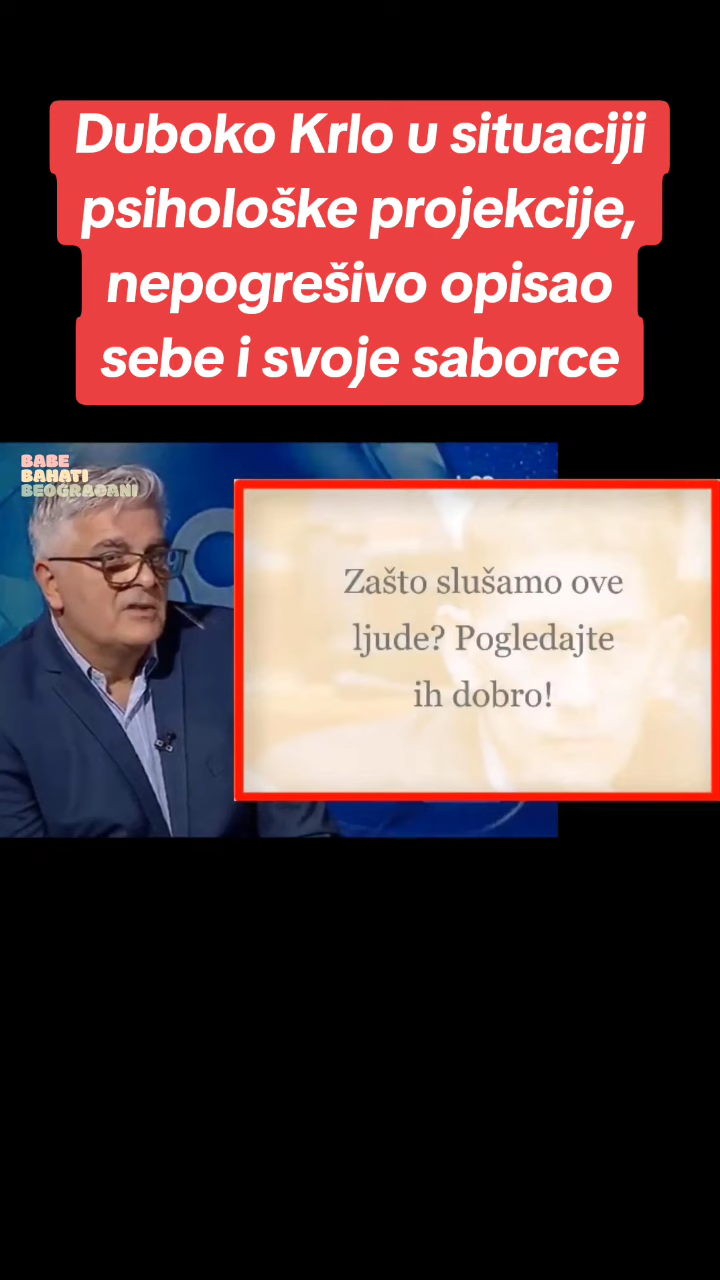 Duboko Krlo u situaciji
psihološke projekcije,
nepogrešivo opisao
sebe i svoje saborce
BABE
BAHATI
BEOGRAĐANI
Zašto slušamo ove
ljude? Pogledajte
ih dobro!